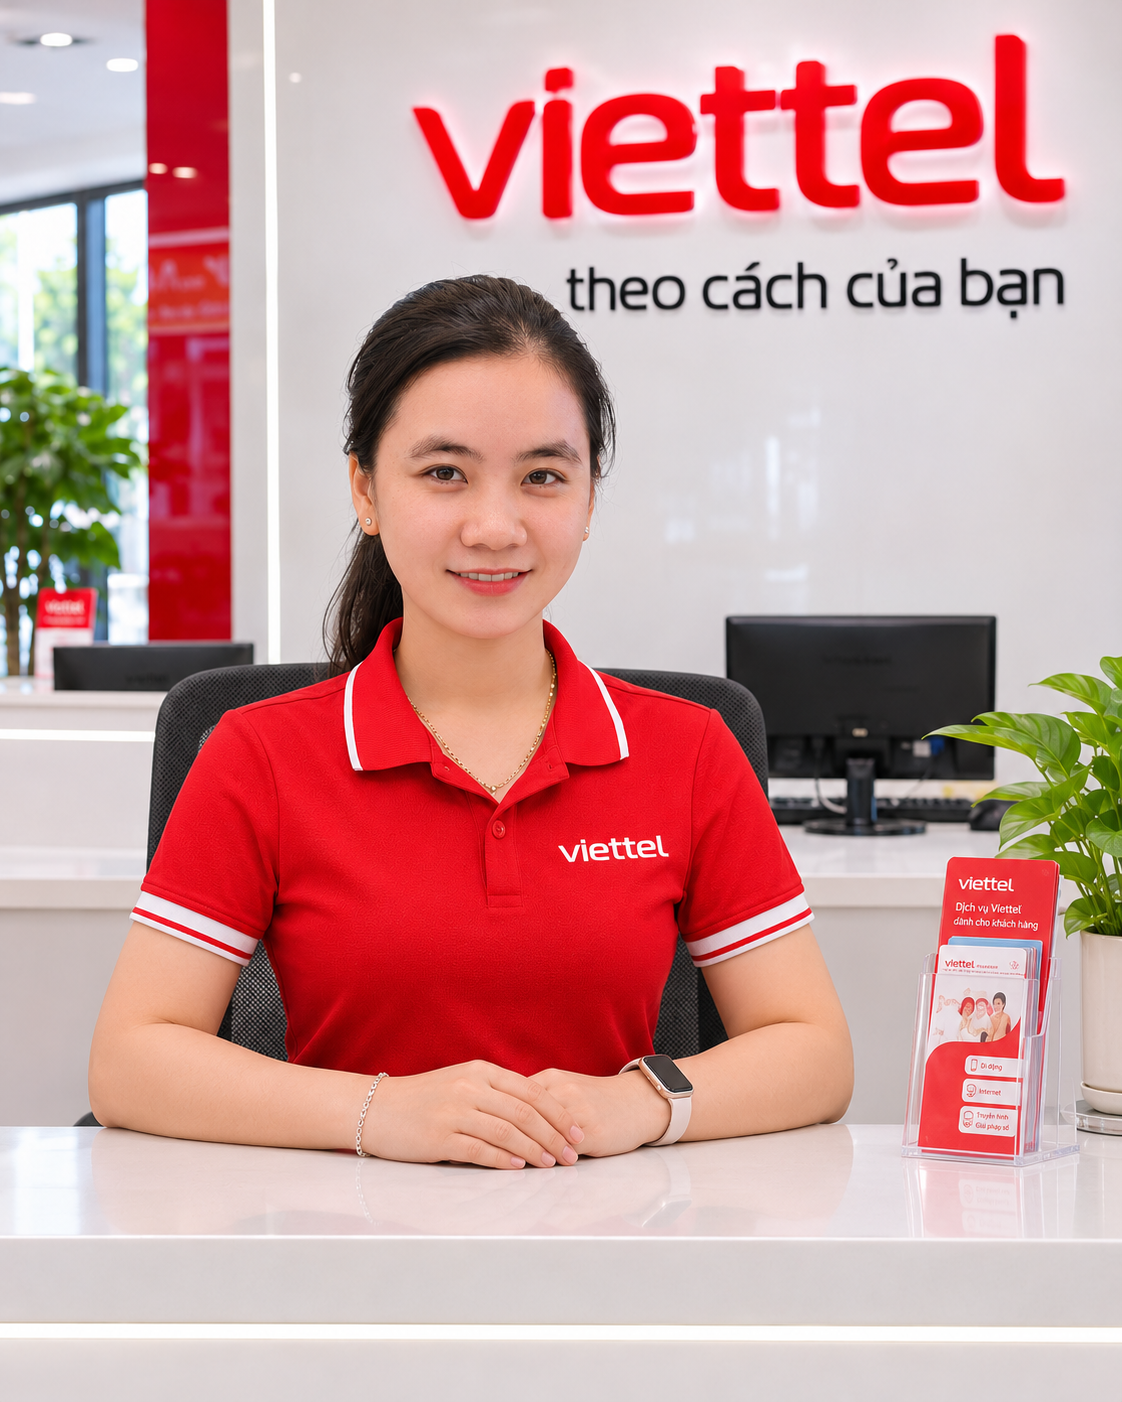 viettel
theo cách của bạn
viettel
viettel
viettel
Dịch vụ Viettel
dành cho khách hàng
viettel
Di động
Internet
Truyền hình
Giải pháp số